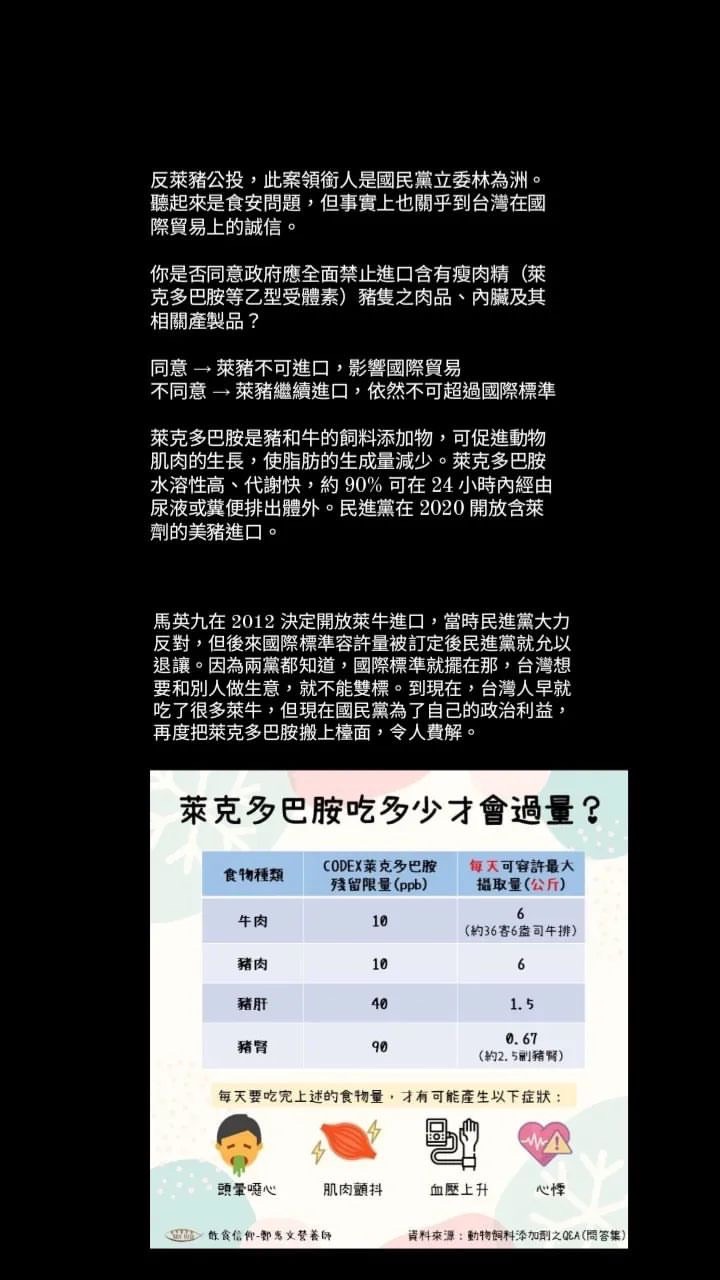 反萊豬公投，此案領銜人是國民黨立委林為洲。
聽起來是食安問題，但事實上也關乎到台灣在國
際貿易上的誠信。
你是否同意政府應全面禁止進口含有瘦肉精（萊
克多巴胺等乙型受體素）豬隻之肉品、內臟及其
相關產製品？
同意 → 萊豬不可進口，影響國際貿易
不同意 → 萊豬繼續進口，依然不可超過國際標準
萊克多巴胺是豬和牛的飼料添加物，可促進動物
肌肉的生長，使脂肪的生成量減少。萊克多巴胺
水溶性高、代謝快，約 90% 可在 24 小時內經由
尿液或糞便排出體外。民進黨在 2020 開放含萊
劑的美豬進口。
馬英九在 2012 決定開放萊牛進口，當時民進黨大力
反對，但後來國際標準容許量被訂定後民進黨就允以
退讓。因為兩黨都知道，國際標準就擺在那，台灣想
要和別人做生意，就不能雙標。到現在，台灣人早就
吃了很多萊牛，但現在國民黨為了自己的政治利益，
再度把萊克多巴胺搬上檯面，令人費解。
萊克多巴胺吃多少才會過量？
食物種類 CODEX萊克多巴胺殘留限量(ppb) 每天可容許最大攝取量(公斤)
牛肉 10 6 (約36客6盎司牛排)
豬肉 10 6
豬肝 40 1.5
豬腎 90 0.67 (約2.5副豬腎)
每天要吃完上述的食物量，才有可能產生以下症狀：
頭暈噁心 肌肉顫抖 血壓上升 心悸
飲食信仰-鄭惠文營養師 資料來源：動物飼料添加劑之Q&A(問答集)